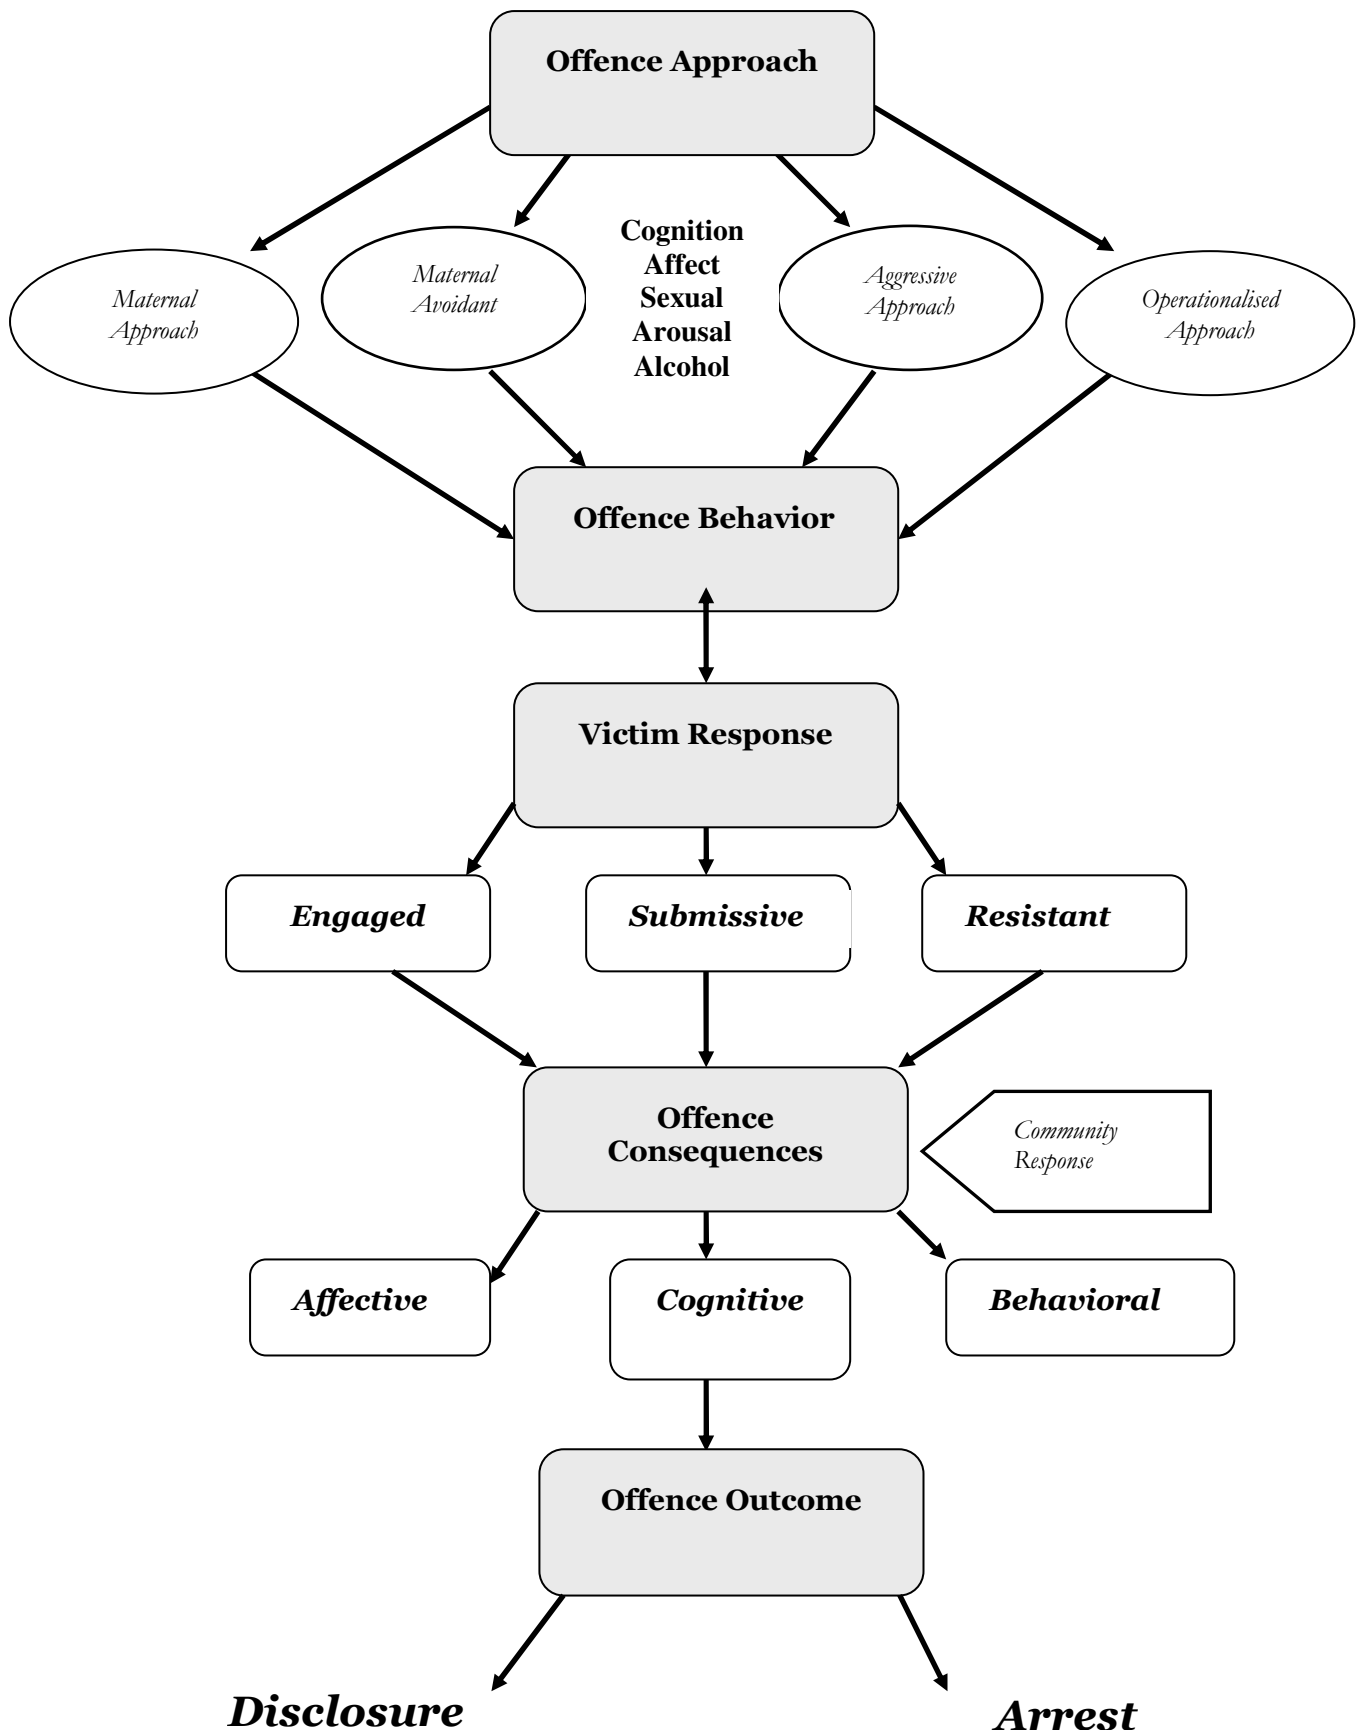 Offence Approach
Cognition
Affect
Sexual
Arousal
Alcohol
Maternal
Approach
Maternal
Avoidant
Aggressive
Approach
Operationalised
Approach
Offence Behavior
Victim Response
Engaged
Submissive
Resistant
Offence
Consequences
Community
Response
Affective
Cognitive
Behavioral
Offence Outcome
Disclosure
Arrest